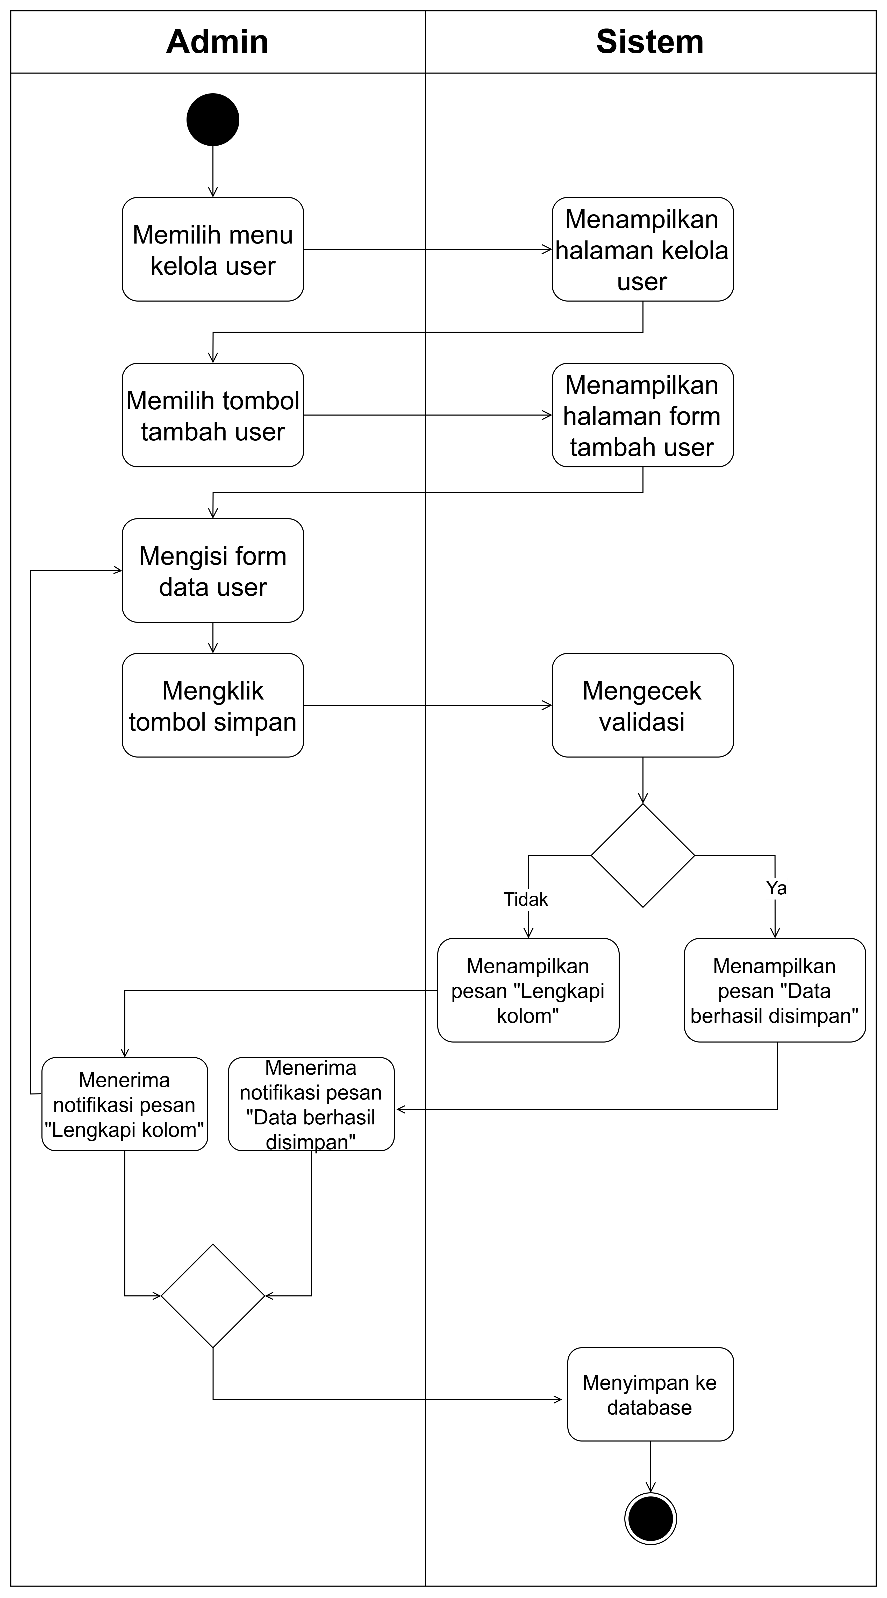 Admin
Sistem
Memilih menu
kelola user
Menampilkan
halaman kelola
user
Memilih tombol
tambah user
Menampilkan
halaman form
tambah user
Mengisi form
data user
Mengklik
tombol simpan
Mengecek
validasi
Tidak
Ya
Menampilkan
pesan "Lengkapi
kolom"
Menampilkan
pesan "Data
berhasil disimpan"
Menerima
notifikasi pesan
"Lengkapi kolom"
Menerima
notifikasi pesan
"Data berhasil
disimpan"
Menyimpan ke
database